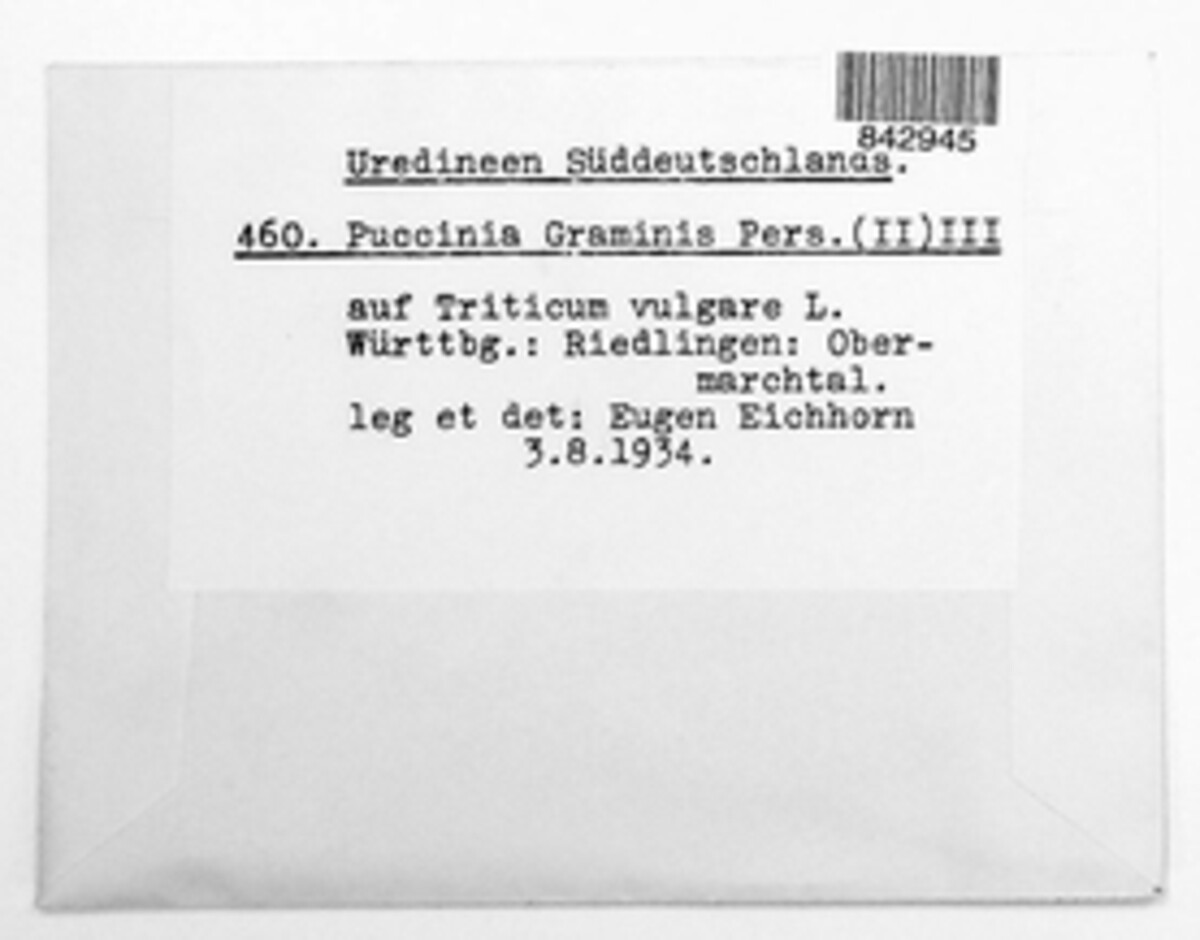 842945
Uredineen Süddeutschlands.
460. Puccinia Graminis Pers.(II)III
auf Triticum vulgare L.
Württbg.: Riedlingen: Ober-
marchtal.
leg et det: Eugen Eichhorn
3.8.1934.